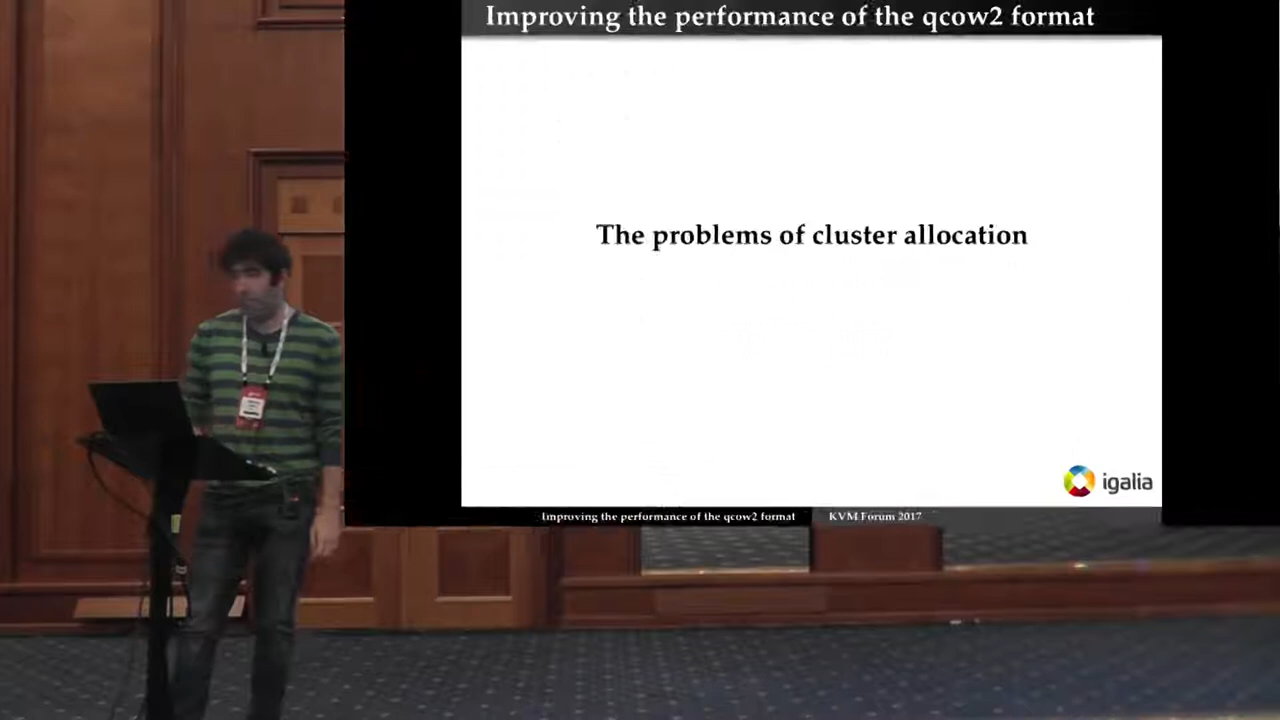 Improving the performance of the qcow2 format
The problems of cluster allocation
igalia
Improving the performance of the qcow2 format
KVM Forum 2017